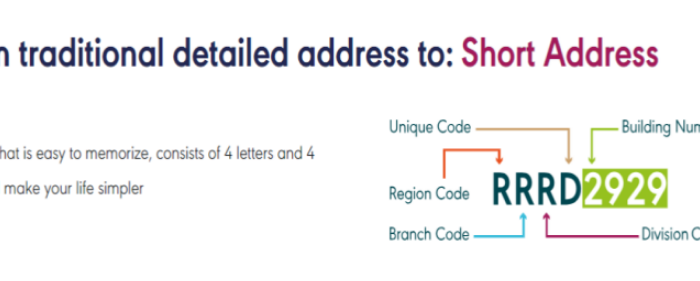 n traditional detailed address to: Short Address
hat is easy to memorize, consists of 4 letters and 4
make your life simpler
Unique Code
Building Num
Region Code
RRRD2929
Branch Code
Division C